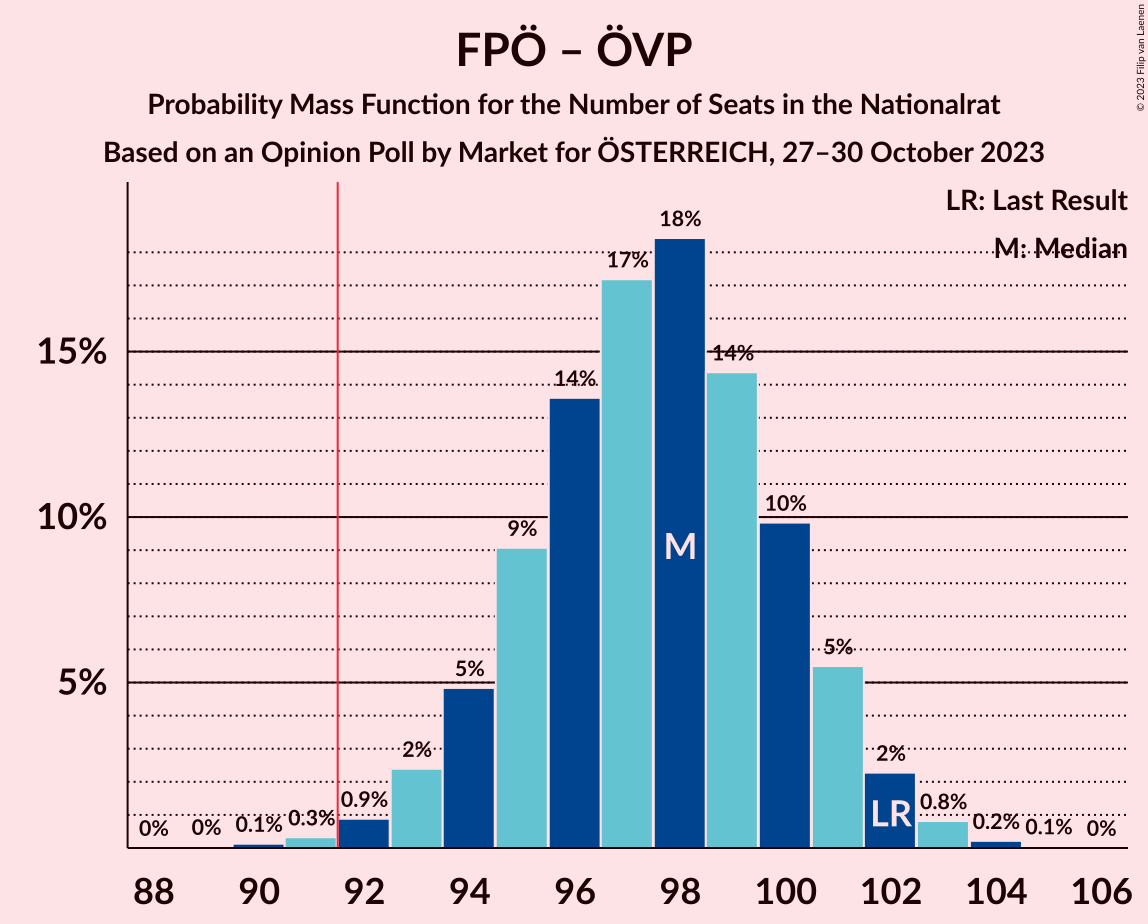 FPÖ – ÖVP
Probability Mass Function for the Number of Seats in the Nationalrat
Based on an Opinion Poll by Market for ÖSTERREICH, 27–30 October 2023
© 2023 Filip van Laenen
LR: Last Result
M: Median
15%
10%
5%
0%
0%
0.1%
0.3%
0.9%
2%
5%
9%
14%
17%
18%
14%
10%
5%
2%
0.8%
0.2%
0.1%
0%
M
LR
88 90 92 94 96 98 100 102 104 106